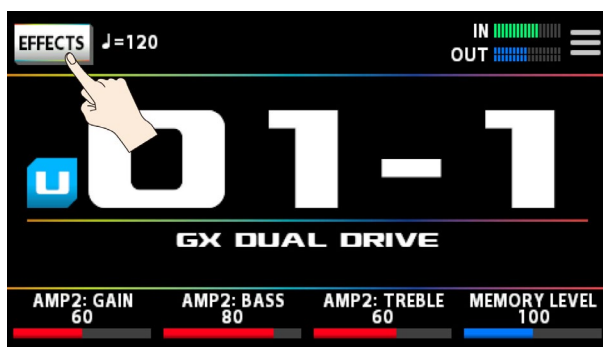 EFFECTS ♩=120
IN
OUT
U 01-1
GX DUAL DRIVE
AMP2: GAIN AMP2: BASS AMP2: TREBLE MEMORY LEVEL
60 80 60 100